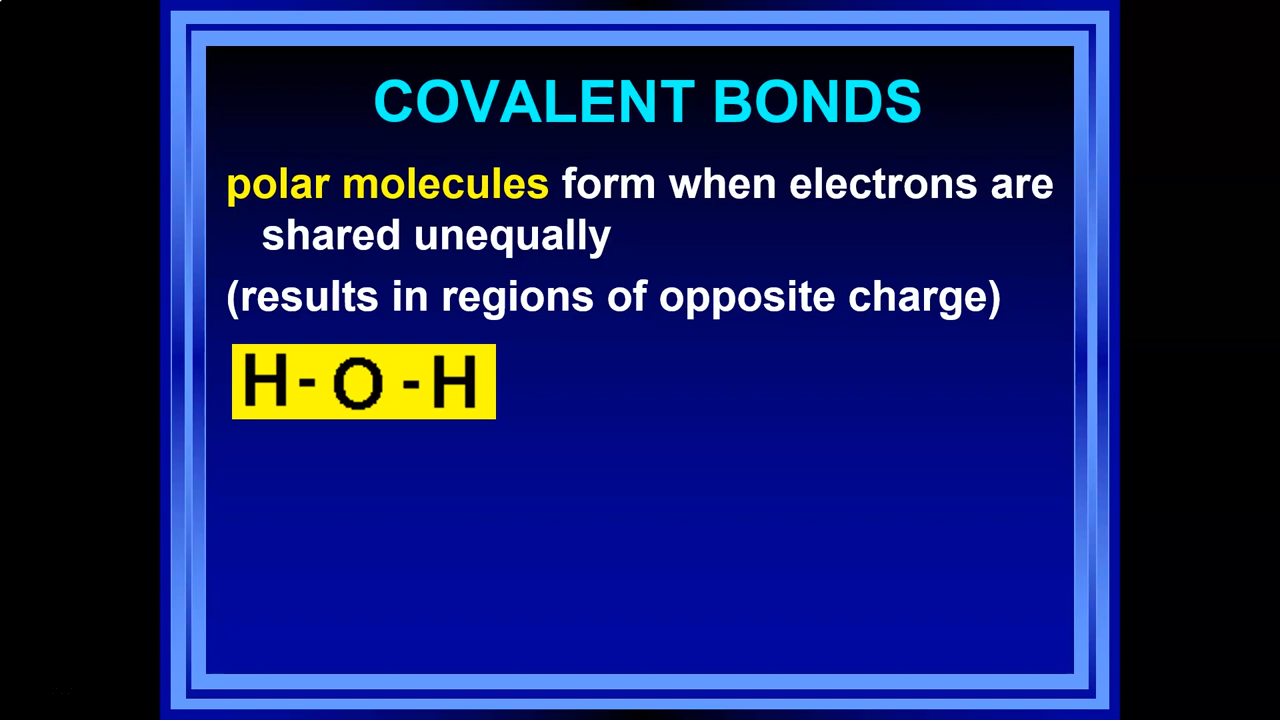 COVALENT BONDS
polar molecules form when electrons are
shared unequally
(results in regions of opposite charge)
H- O -H